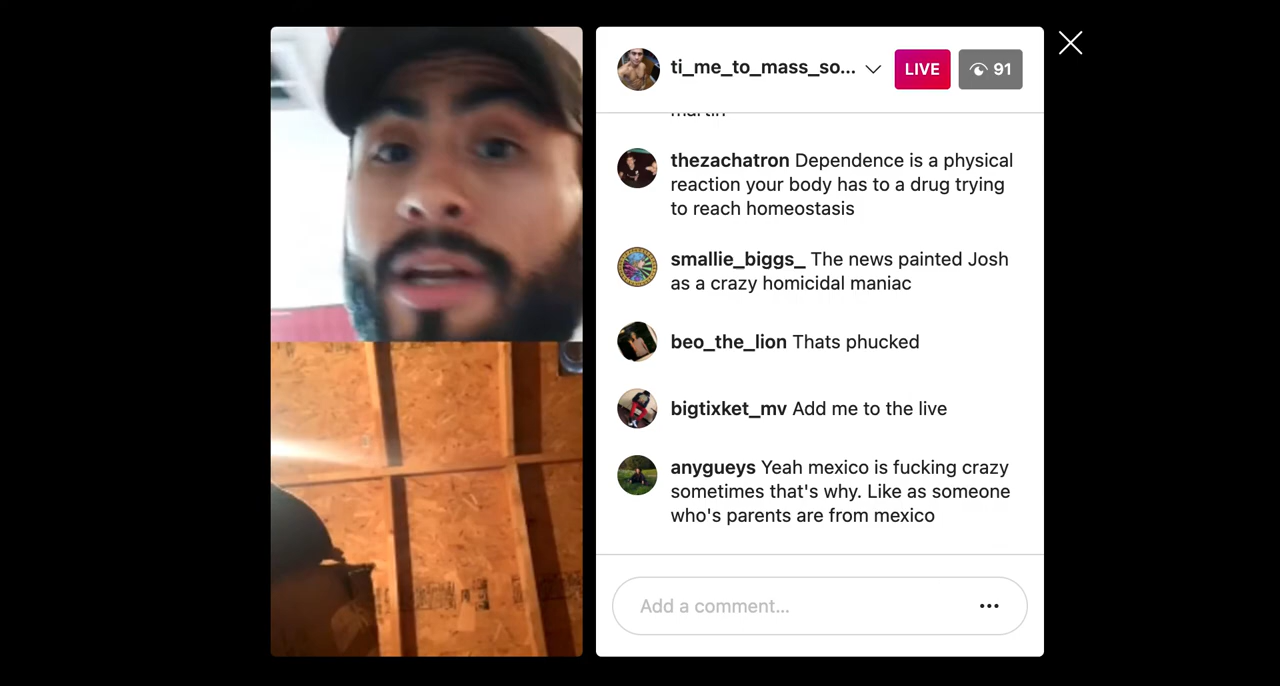 ti_me_to_mass_so...
LIVE
91
martin
thezachatron Dependence is a physical
reaction your body has to a drug trying
to reach homeostasis
smallie_biggs_ The news painted Josh
as a crazy homicidal maniac
beo_the_lion Thats phucked
bigtixket_mv Add me to the live
anygueys Yeah mexico is fucking crazy
sometimes that's why. Like as someone
who's parents are from mexico
Add a comment...